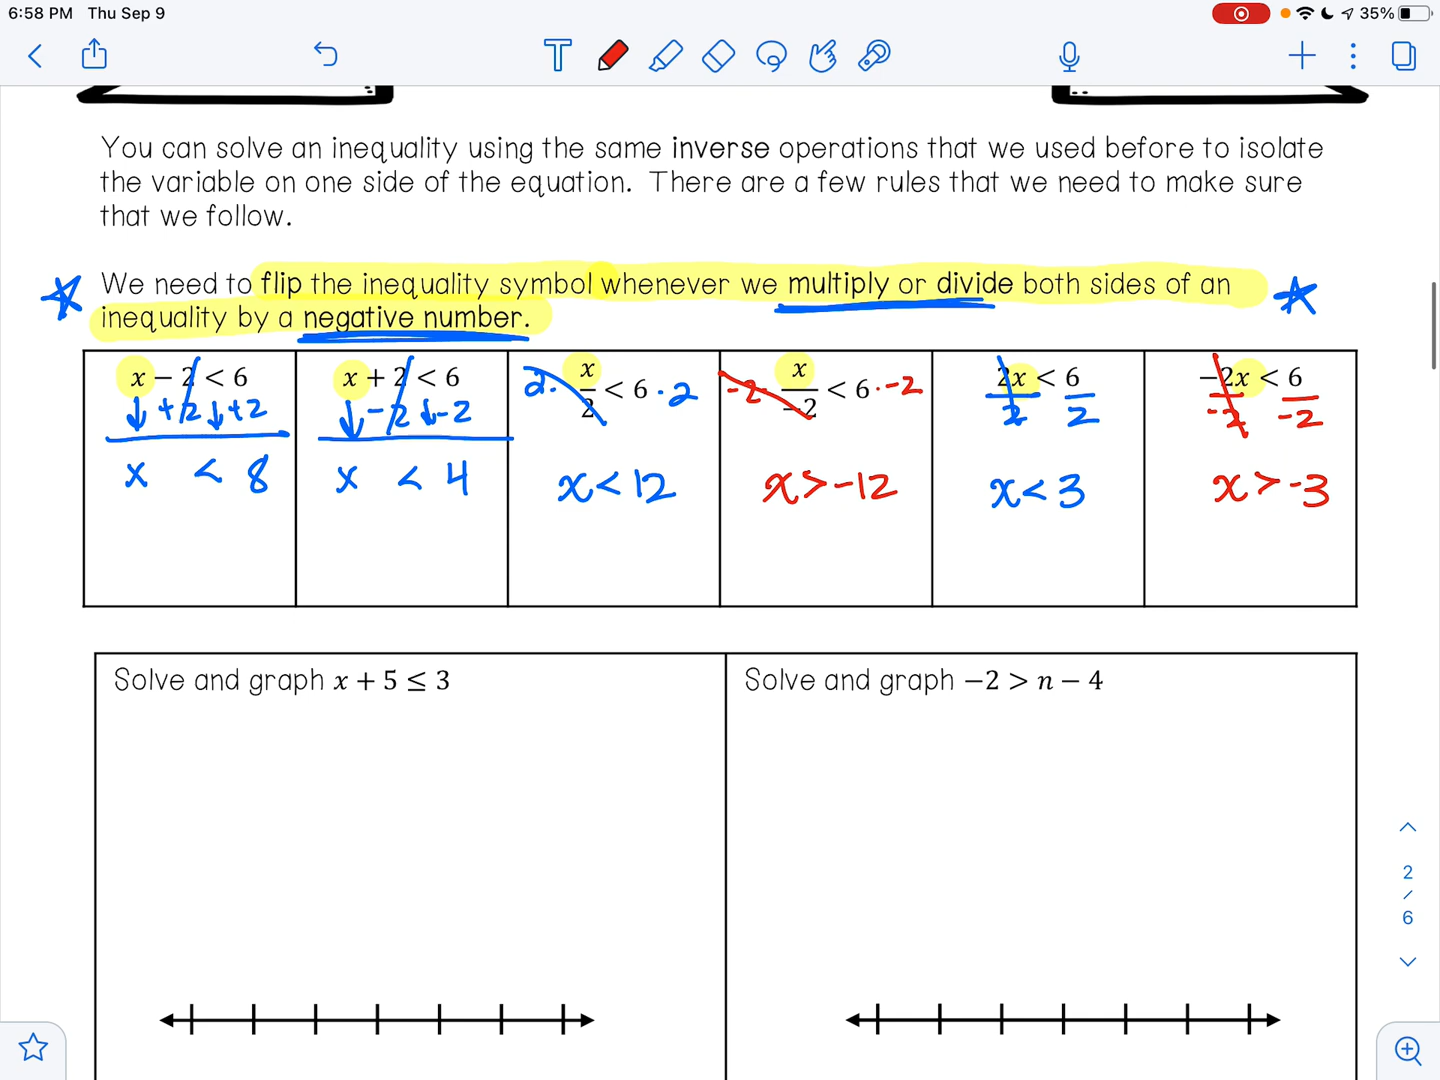 6:58 PM Thu Sep 9
35%
You can solve an inequality using the same inverse operations that we used before to isolate
the variable on one side of the equation. There are a few rules that we need to make sure
that we follow.
We need to flip the inequality symbol whenever we multiply or divide both sides of an
inequality by a negative number.
x − 2 < 6
+2 +2
x < 8
x + 2 < 6
-2 -2
x < 4
2· x/2 < 6 · 2
x < 12
-2· x/−2 < 6 · -2
x > -12
2x < 6
2 2
x < 3
−2x < 6
-2 -2
x > -3
Solve and graph x + 5 ≤ 3
Solve and graph −2 > n − 4
2
/
6